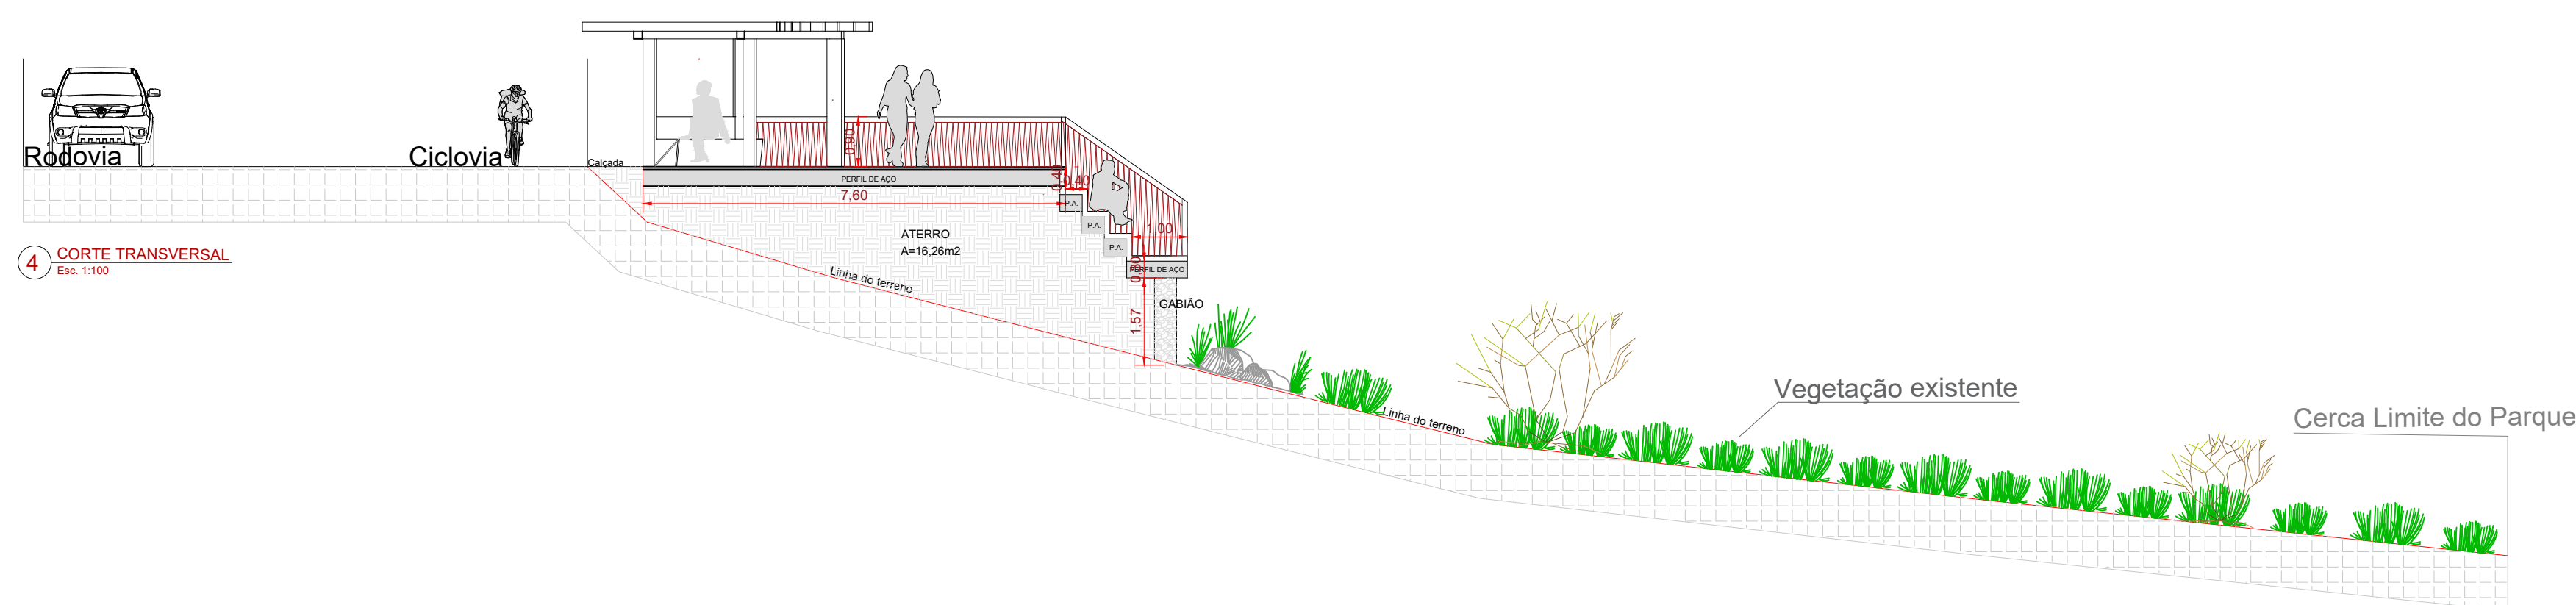 Rodovia
Ciclovia
Calçada
0,90
PERFIL DE AÇO
7,60
0,40
0,40
P.A.
P.A.
P.A.
1,00
PERFIL DE AÇO
0,30
ATERRO
A=16,26m2
Linha do terreno
GABIÃO
1,57
4
CORTE TRANSVERSAL
Esc. 1:100
Linha do terreno
Vegetação existente
Cerca Limite do Parque